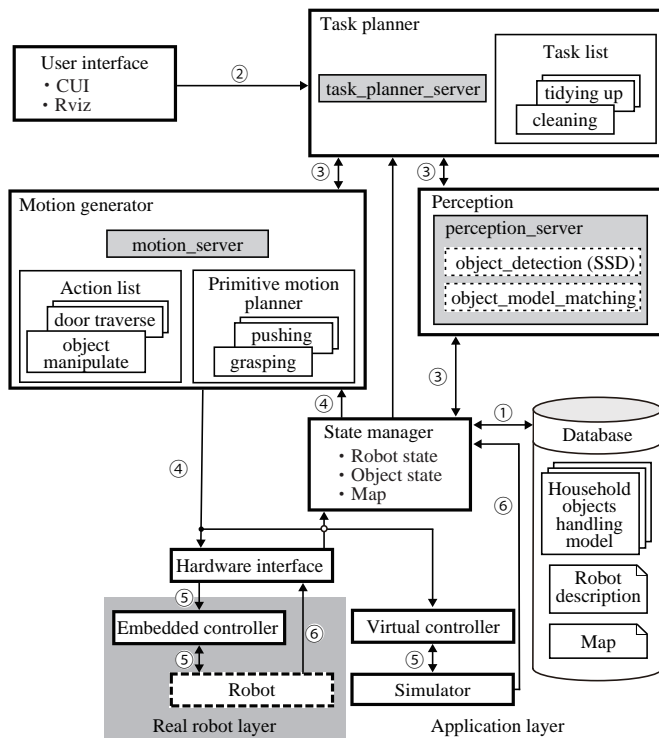 Task planner
Task list
task_planner_server
tidying up
cleaning
User interface
・ CUI
・ Rviz
②
③
③
Motion generator
motion_server
Action list
door traverse
object
manipulate
Primitive motion
planner
pushing
grasping
Perception
perception_server
object_detection (SSD)
object_model_matching
③
④
④
①
State manager
・ Robot state
・ Object state
・ Map
⑥
Database
Household
objects
handling
model
Robot
description
Map
Hardware interface
⑤
⑥
Embedded controller
⑤
Robot
Real robot layer
Virtual controller
⑤
Simulator
Application layer